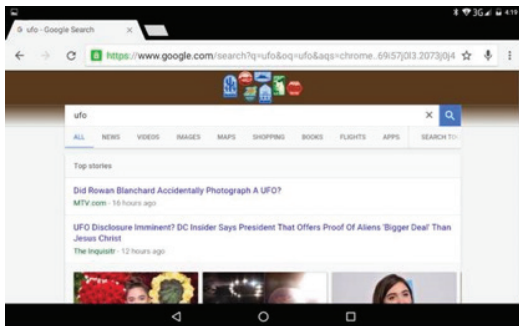 3G 4:19
G ufo - Google Search
https://www.google.com/search?q=ufo&oq=ufo&aqs=chrome..69i57j0l3.2073j0j4
ufo
ALL NEWS VIDEOS IMAGES MAPS SHOPPING BOOKS FLIGHTS APPS SEARCH TO
Top stories
Did Rowan Blanchard Accidentally Photograph A UFO?
MTV.com - 16 hours ago
UFO Disclosure Imminent? DC Insider Says President That Offers Proof Of Aliens 'Bigger Deal' Than
Jesus Christ
The Inquisitr - 12 hours ago